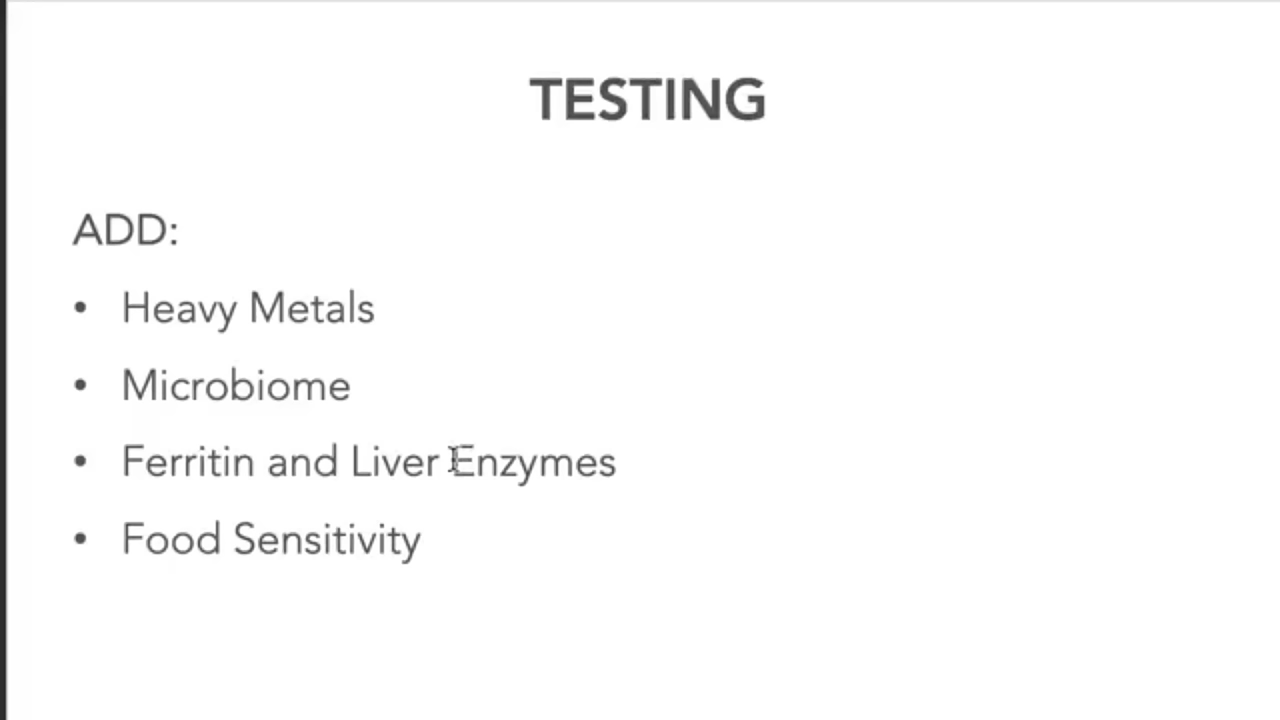 TESTING
ADD:
• Heavy Metals
• Microbiome
• Ferritin and Liver Enzymes
• Food Sensitivity